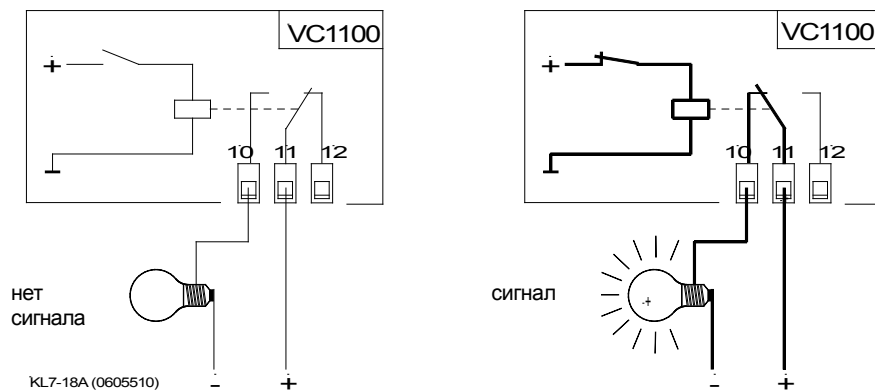 VC1100
+
10 11 12
нет
сигнала
- +
KL7-18A (0605510)
VC1100
+
10 11 12
сигнал
- +